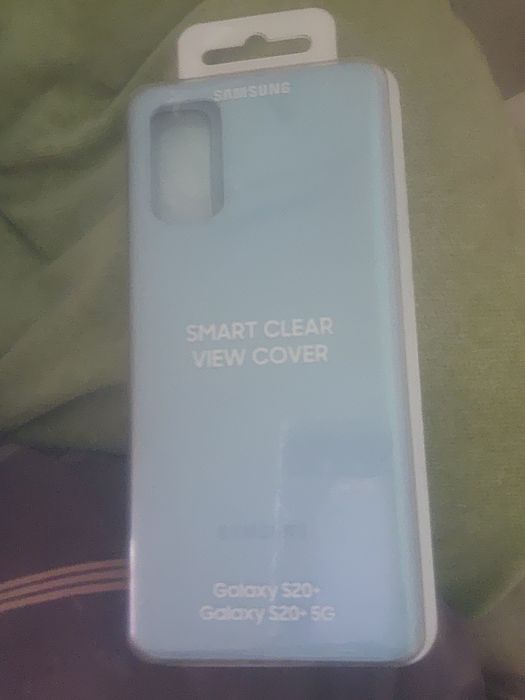 SAMSUNG
SMART CLEAR
VIEW COVER
Galaxy S20+
Galaxy S20+ 5G